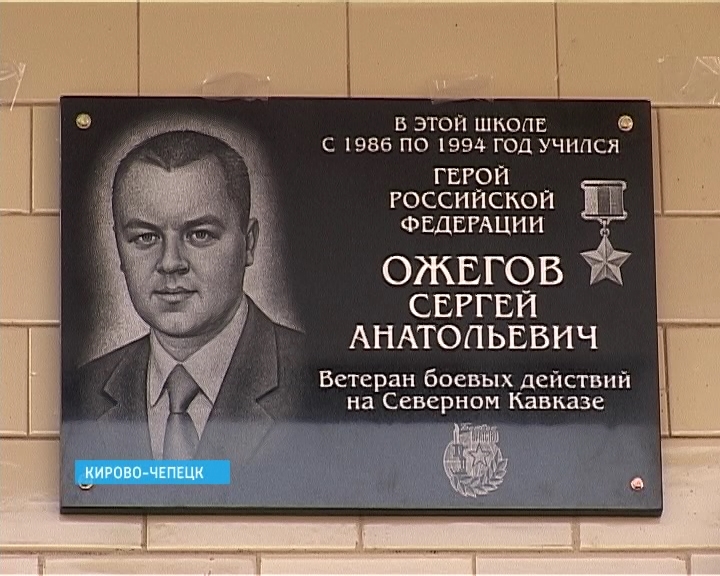 В ЭТОЙ ШКОЛЕ
С 1986 ПО 1994 ГОД УЧИЛСЯ
ГЕРОЙ
РОССИЙСКОЙ
ФЕДЕРАЦИИ
ОЖЕГОВ
СЕРГЕЙ
АНАТОЛЬЕВИЧ
Ветеран боевых действий
на Северном Кавказе
КИРОВО-ЧЕПЕЦК